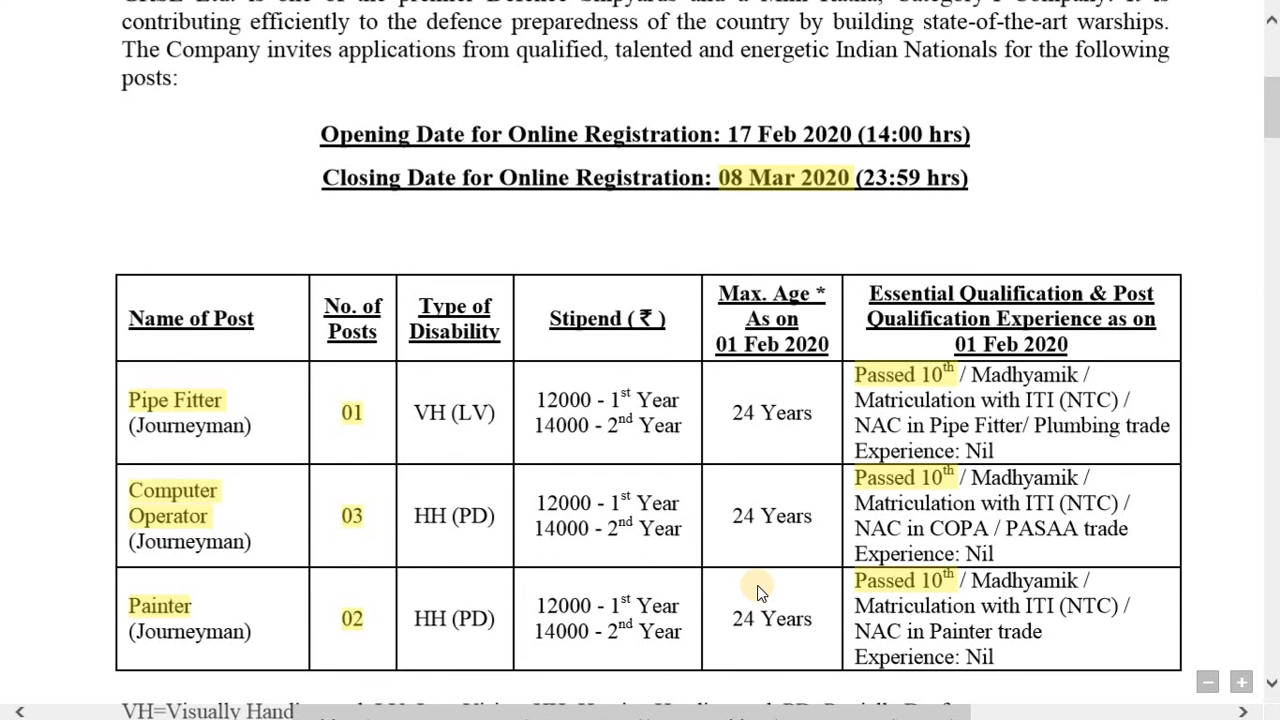 contributing efficiently to the defence preparedness of the country by building state-of-the-art warships.
The Company invites applications from qualified, talented and energetic Indian Nationals for the following
posts:
Opening Date for Online Registration: 17 Feb 2020 (14:00 hrs)
Closing Date for Online Registration: 08 Mar 2020 (23:59 hrs)
Name of Post
No. of
Posts
Type of
Disability
Stipend ( ₹ )
Max. Age *
As on
01 Feb 2020
Essential Qualification & Post
Qualification Experience as on
01 Feb 2020
Pipe Fitter
(Journeyman)
01
VH (LV)
12000 - 1st Year
14000 - 2nd Year
24 Years
Passed 10th / Madhyamik /
Matriculation with ITI (NTC) /
NAC in Pipe Fitter/ Plumbing trade
Experience: Nil
Computer
Operator
(Journeyman)
03
HH (PD)
12000 - 1st Year
14000 - 2nd Year
24 Years
Passed 10th / Madhyamik /
Matriculation with ITI (NTC) /
NAC in COPA / PASAA trade
Experience: Nil
Painter
(Journeyman)
02
HH (PD)
12000 - 1st Year
14000 - 2nd Year
24 Years
Passed 10th / Madhyamik /
Matriculation with ITI (NTC) /
NAC in Painter trade
Experience: Nil
VH=Visually Handi